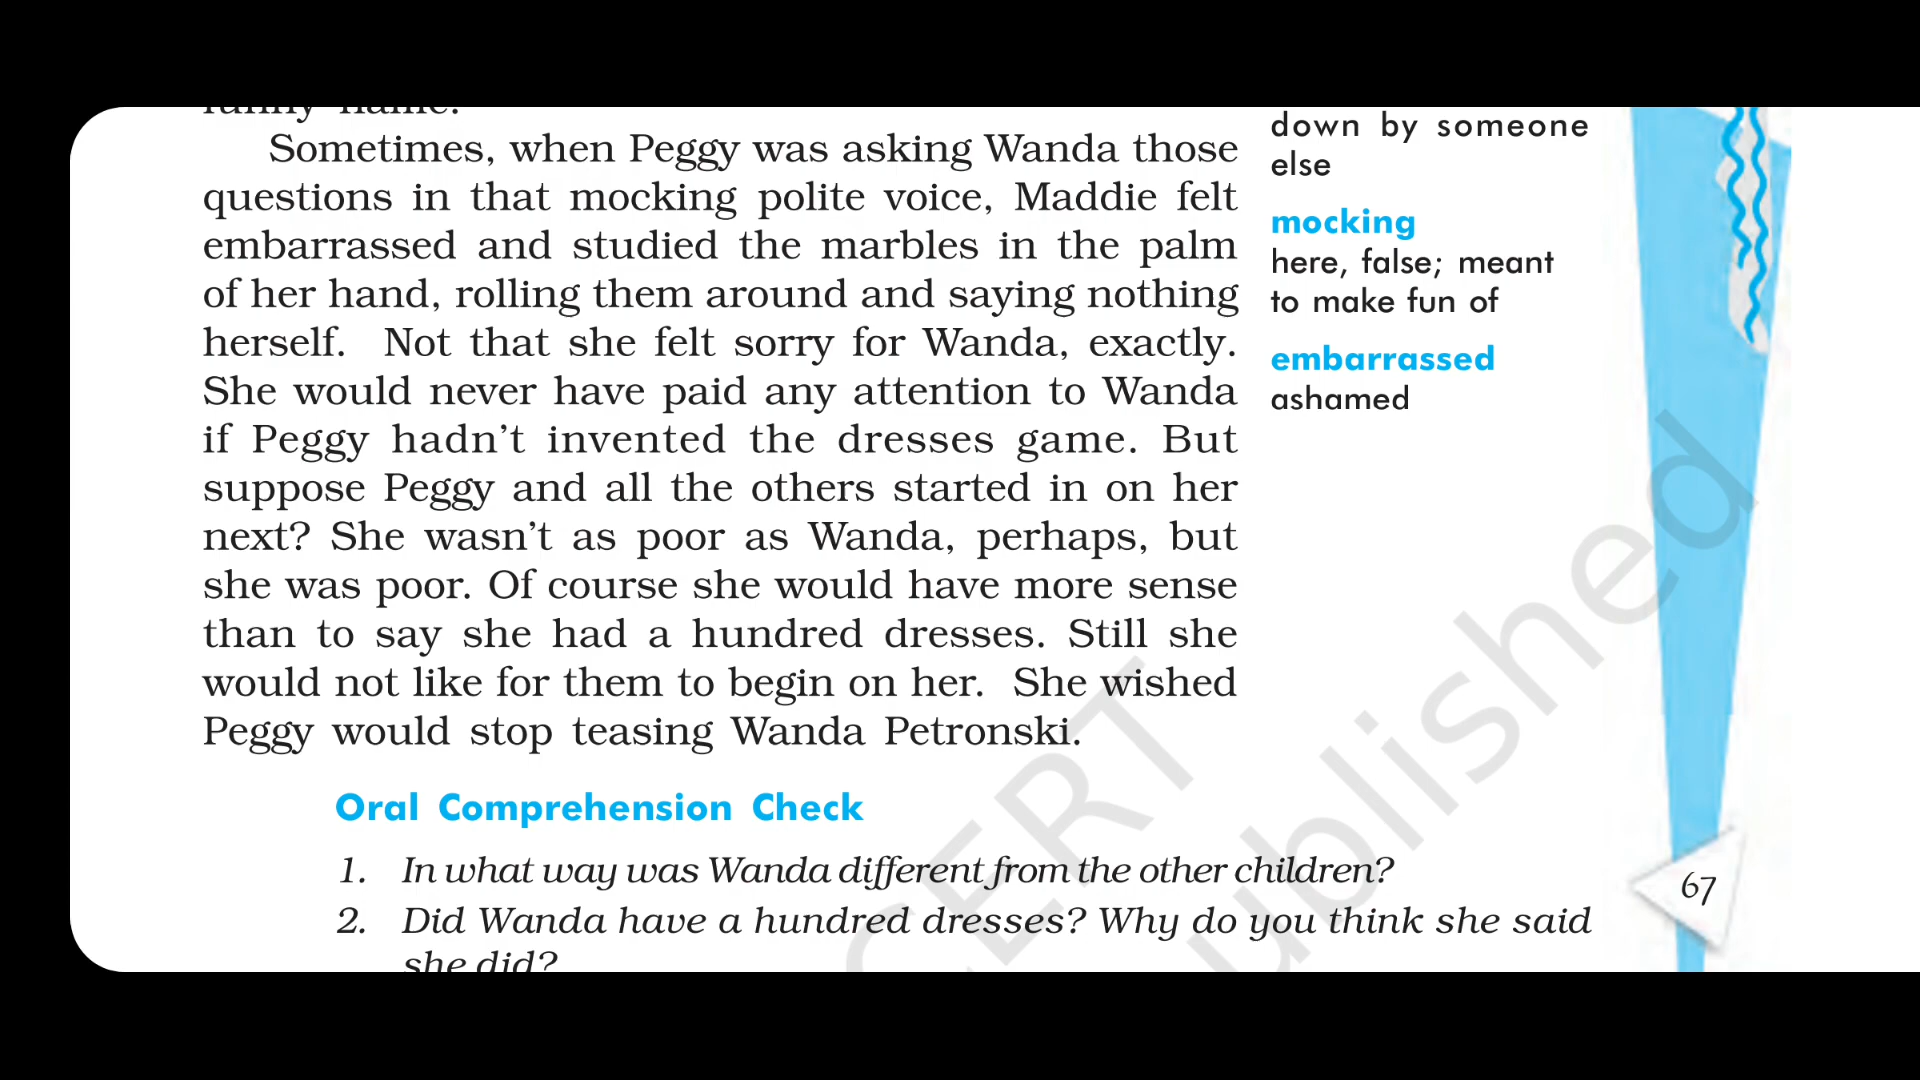 funny name.
Sometimes, when Peggy was asking Wanda those
questions in that mocking polite voice, Maddie felt
embarrassed and studied the marbles in the palm
of her hand, rolling them around and saying nothing
herself. Not that she felt sorry for Wanda, exactly.
She would never have paid any attention to Wanda
if Peggy hadn't invented the dresses game. But
suppose Peggy and all the others started in on her
next? She wasn't as poor as Wanda, perhaps, but
she was poor. Of course she would have more sense
than to say she had a hundred dresses. Still she
would not like for them to begin on her. She wished
Peggy would stop teasing Wanda Petronski.
down by someone
else
mocking
here, false; meant
to make fun of
embarrassed
ashamed
Oral Comprehension Check
1. In what way was Wanda different from the other children?
2. Did Wanda have a hundred dresses? Why do you think she said
she did?
67
CERT
ublished